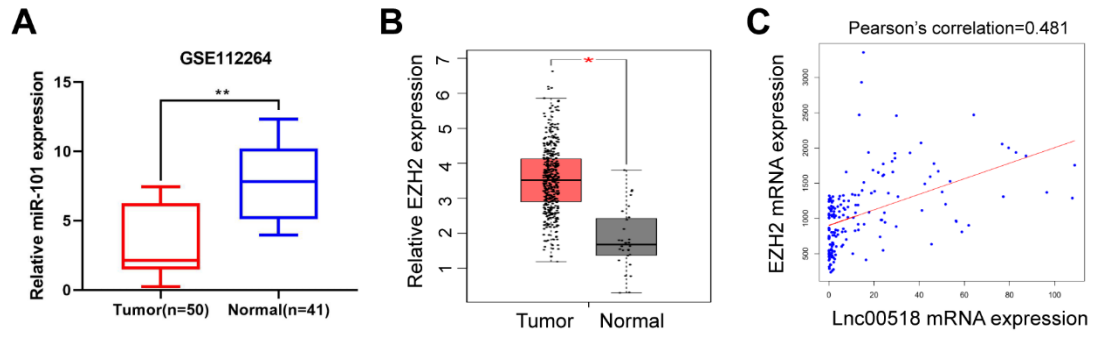 A
GSE112264
Relative miR-101 expression
15
10
5
0
**
Tumor(n=50) Normal(n=41)
B
Relative EZH2 expression
7
6
5
4
3
2
1
*
Tumor Normal
C
Pearson's correlation=0.481
EZH2 mRNA expression
3000
2500
2000
1500
1000
500
0 20 40 60 80 100
Lnc00518 mRNA expression